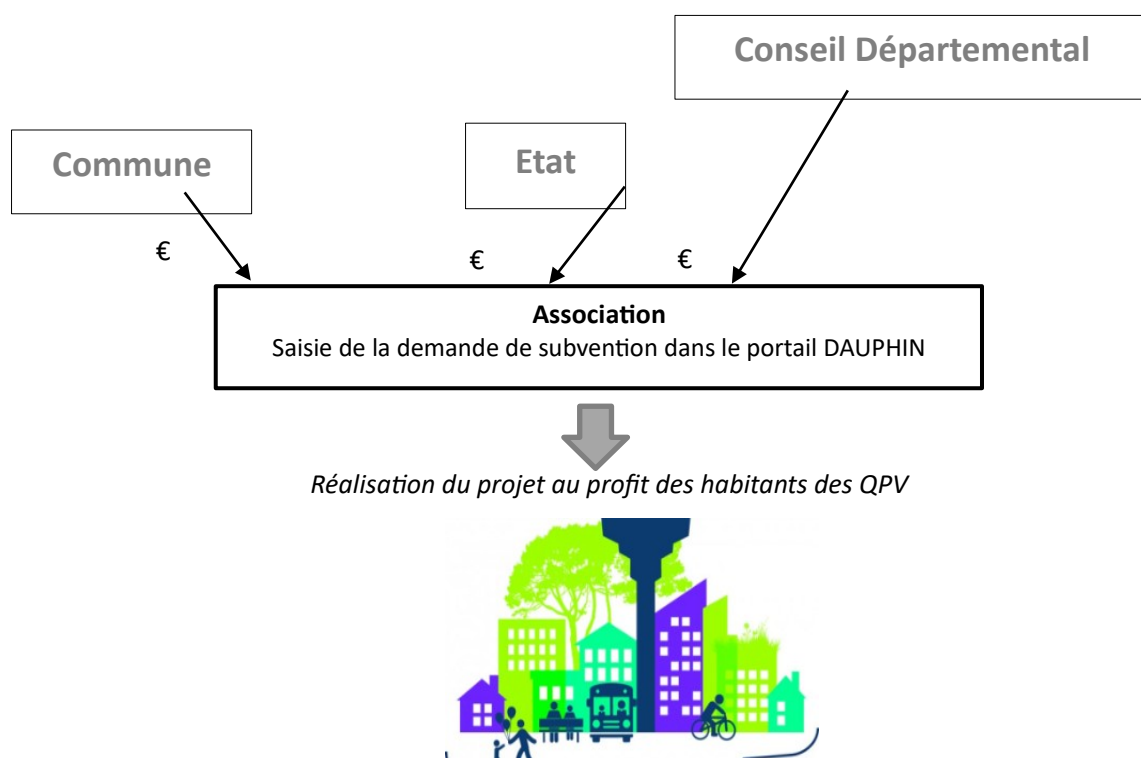 Conseil Départemental
Commune
Etat
€
€
€
Association
Saisie de la demande de subvention dans le portail DAUPHIN
Réalisation du projet au profit des habitants des QPV